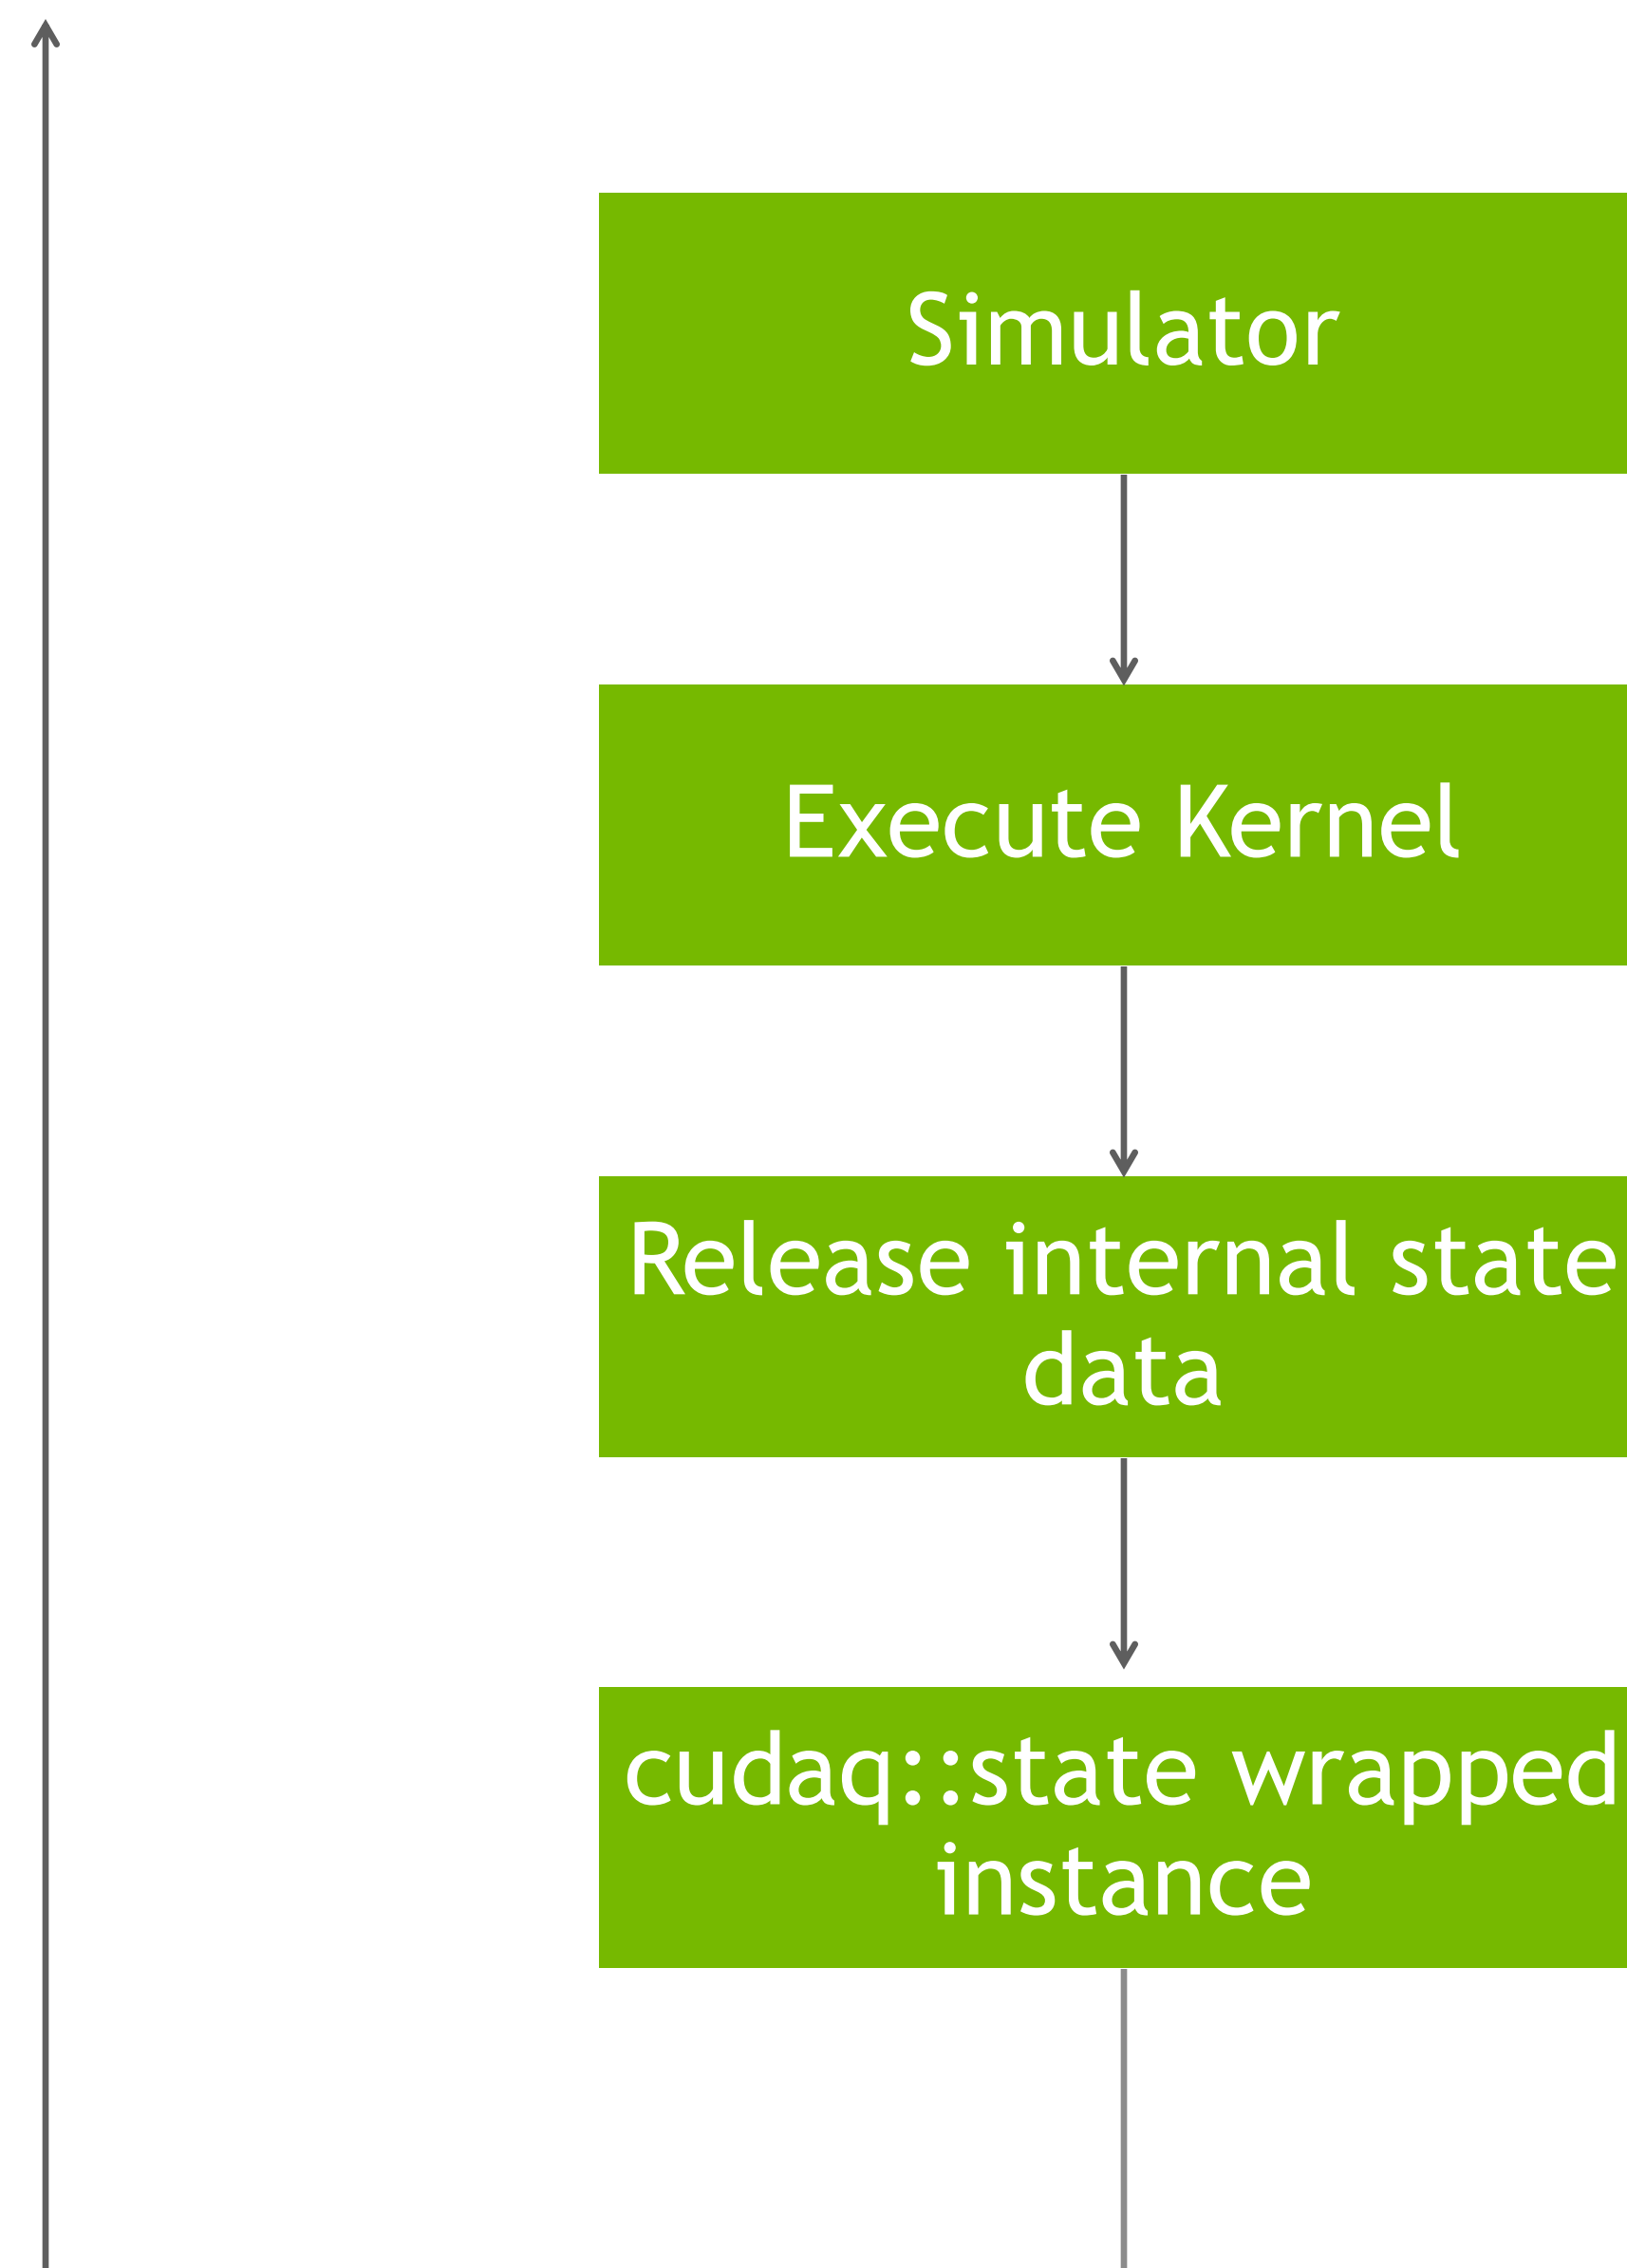 Simulator
Execute Kernel
Release internal state
data
cudaq::state wrapped
instance